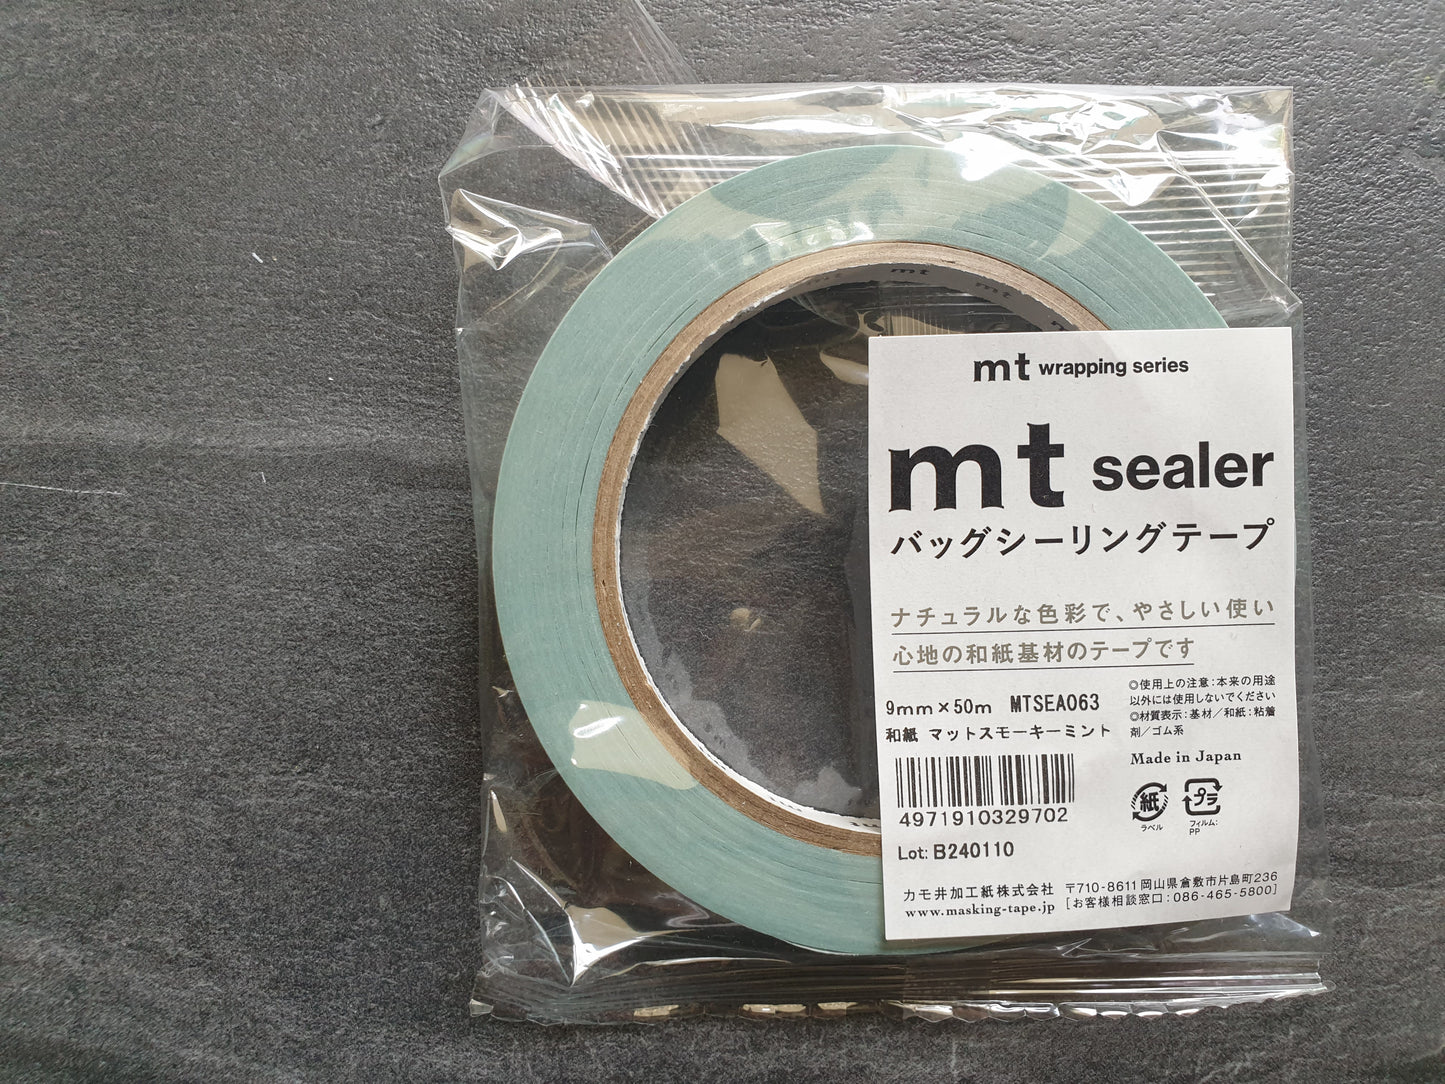 mt
mt
mt wrapping series
mt sealer
バッグシーリングテープ
ナチュラルな色彩で、やさしい使い
心地の和紙基材のテープです
9mm×50m MTSEA063
和紙 マットスモーキーミント
◎使用上の注意:本来の用途
以外には使用しないでください
◎材質表示:基材/和紙:粘着
剤/ゴム系
Made in Japan
4971910329702
紙
ラベル
プラ
フィルム:
PP
Lot: B240110
カモ井加工紙株式会社
www.masking-tape.jp
〒710-8611 岡山県倉敷市片島町236
[お客様相談窓口:086-465-5800]